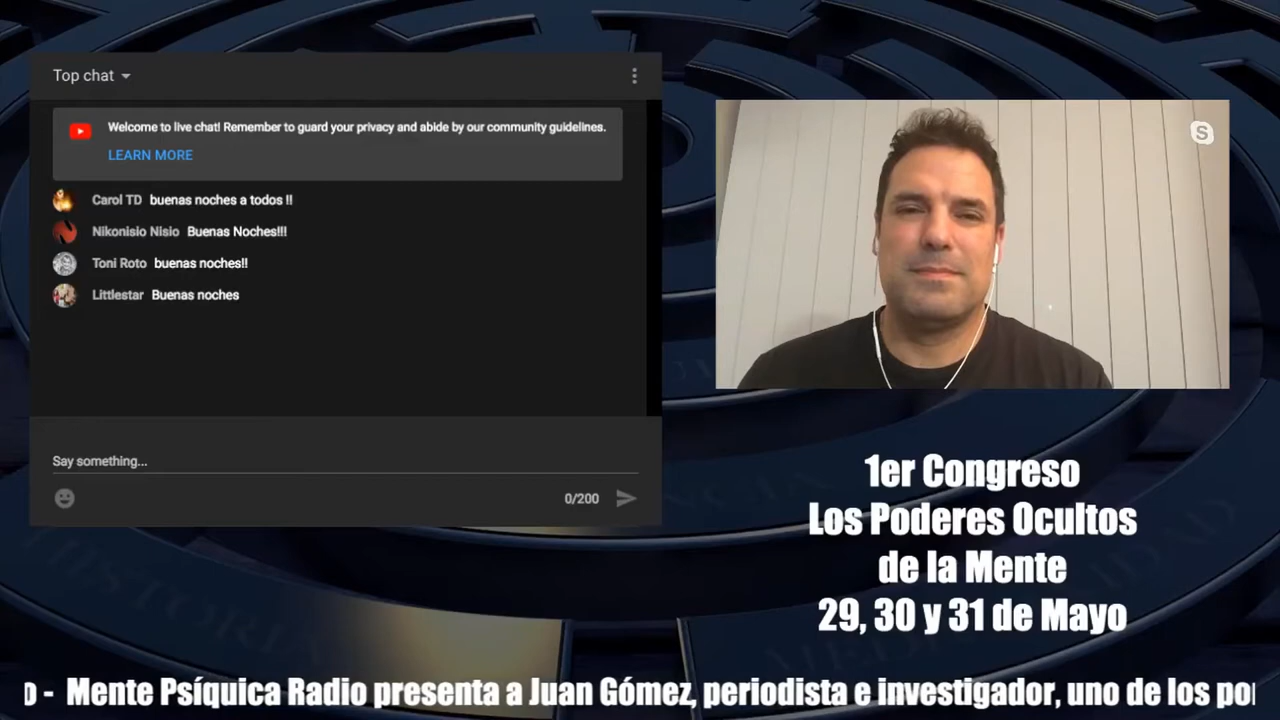 Top chat
Welcome to live chat! Remember to guard your privacy and abide by our community guidelines.
LEARN MORE
Carol TD buenas noches a todos !!
Nikonisio Nisio Buenas Noches!!!
Toni Roto buenas noches!!
Littlestar Buenas noches
Say something...
0/200
S
1er Congreso
Los Poderes Ocultos
de la Mente
29, 30 y 31 de Mayo
- Mente Psíquica Radio presenta a Juan Gómez, periodista e investigador, uno de los